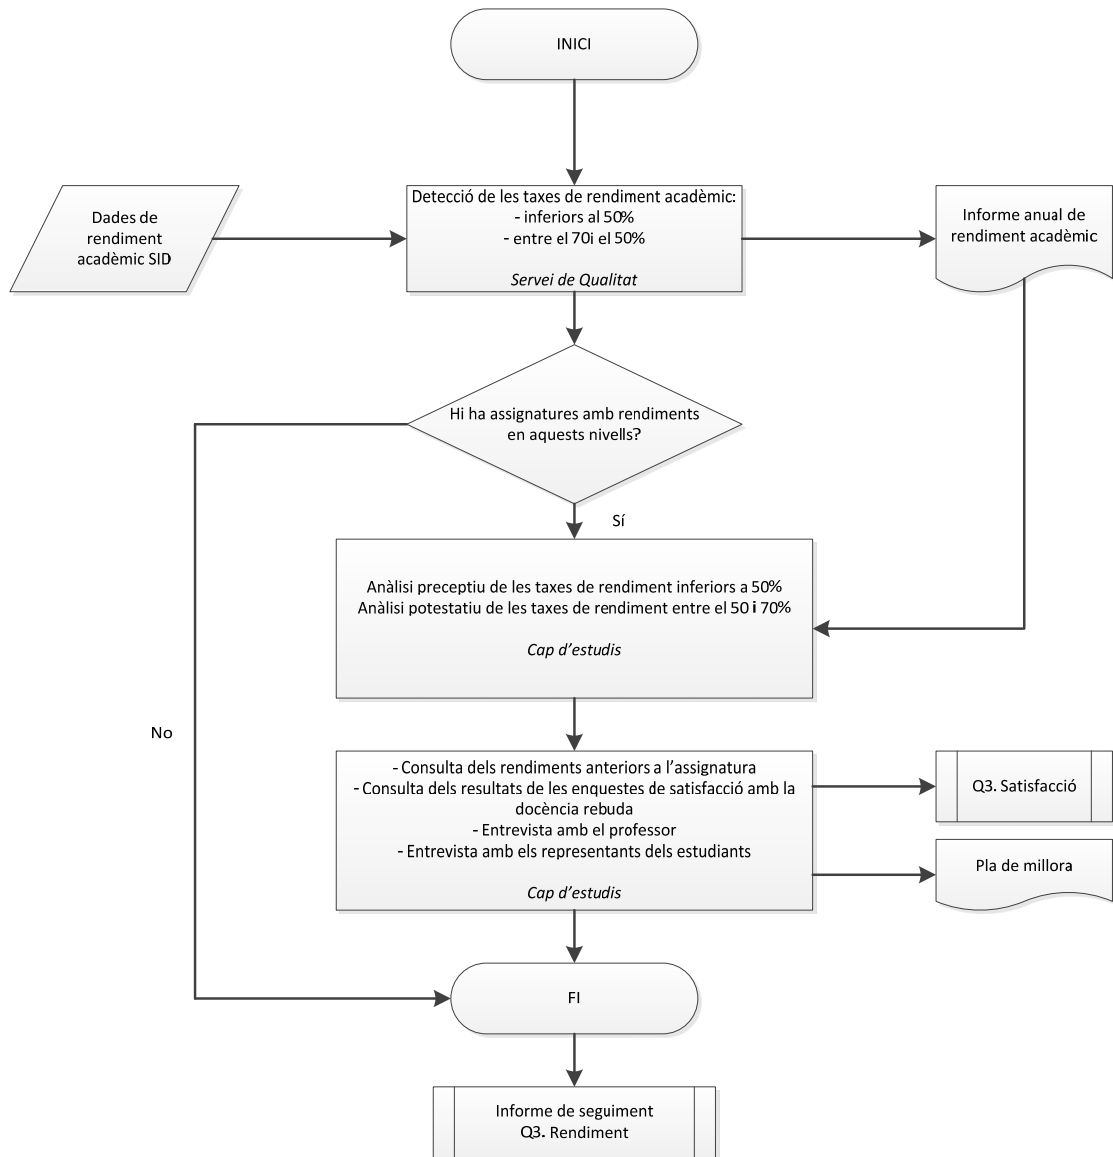 INICI
Dades de
rendiment
acadèmic SID
Detecció de les taxes de rendiment acadèmic:
- inferiors al 50%
- entre el 70i el 50%
Servei de Qualitat
Informe anual de
rendiment acadèmic
Hi ha assignatures amb rendiments
en aquests nivells?
Sí
Anàlisi preceptiu de les taxes de rendiment inferiors a 50%
Anàlisi potestatiu de les taxes de rendiment entre el 50 i 70%
Cap d’estudis
No
- Consulta dels rendiments anteriors a l’assignatura
- Consulta dels resultats de les enquestes de satisfacció amb la
docència rebuda
- Entrevista amb el professor
- Entrevista amb els representants dels estudiants
Cap d’estudis
Q3. Satisfacció
Pla de millora
FI
Informe de seguiment
Q3. Rendiment